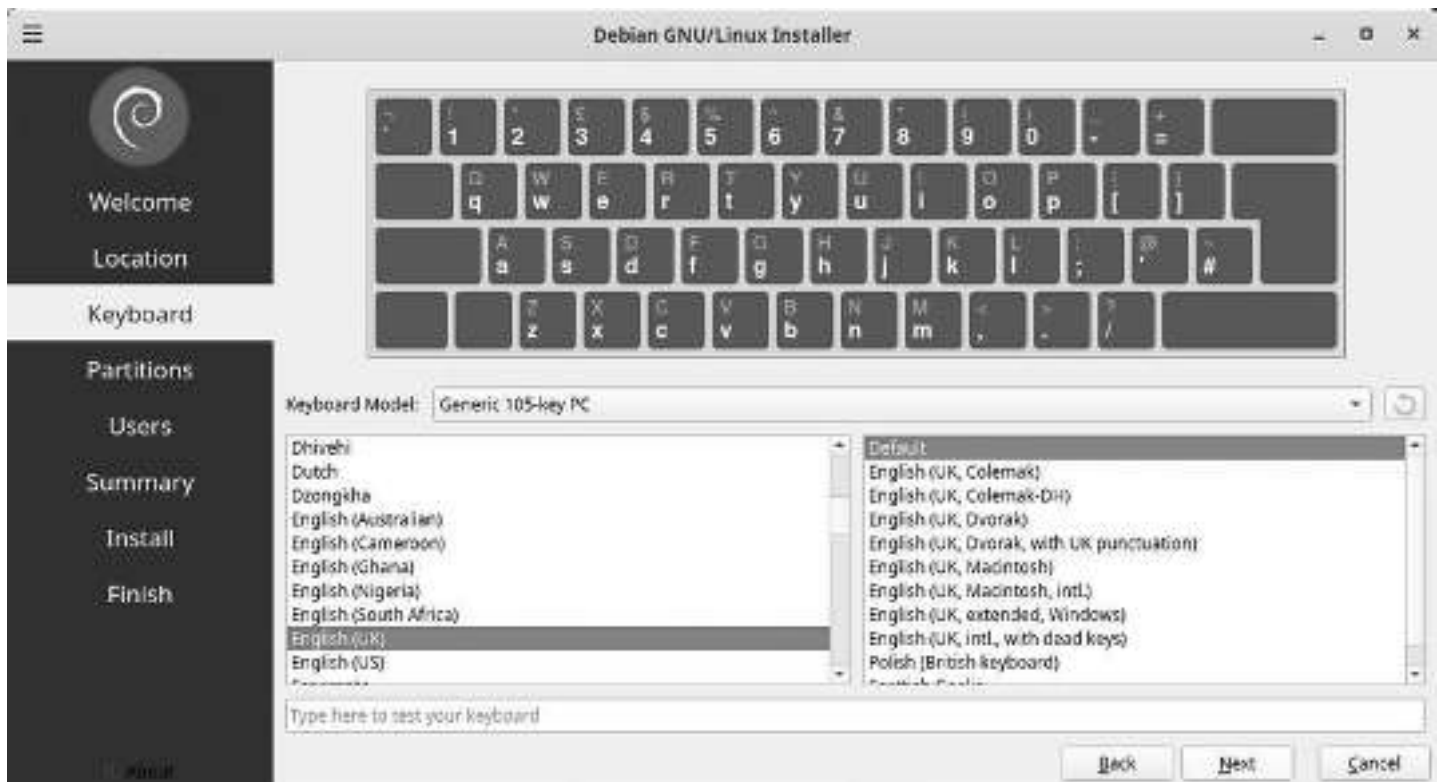 Debian GNU/Linux Installer
1 2 3 4 5 6 7 8 9 0 - =
Q W E R T Y U I O P
q w e r t y u i o p [ ]
A S D F G H J K L @
a s d f g h j k l ; ' #
Z X C V B N M < > ?
z x c v b n m , . /
Welcome
Location
Keyboard
Partitions
Users
Summary
Install
Finish
Keyboard Model: Generic 105-key PC
Dhivehi
Dutch
Dzongkha
English (Australian)
English (Cameroon)
English (Ghana)
English (Nigeria)
English (South Africa)
English (UK)
English (US)
Default
English (UK, Colemak)
English (UK, Colemak-DH)
English (UK, Dvorak)
English (UK, Dvorak, with UK punctuation)
English (UK, Macintosh)
English (UK, Macintosh, intl.)
English (UK, extended, Windows)
English (UK, intl., with dead keys)
Polish (British keyboard)
Type here to test your keyboard
Back Next Cancel